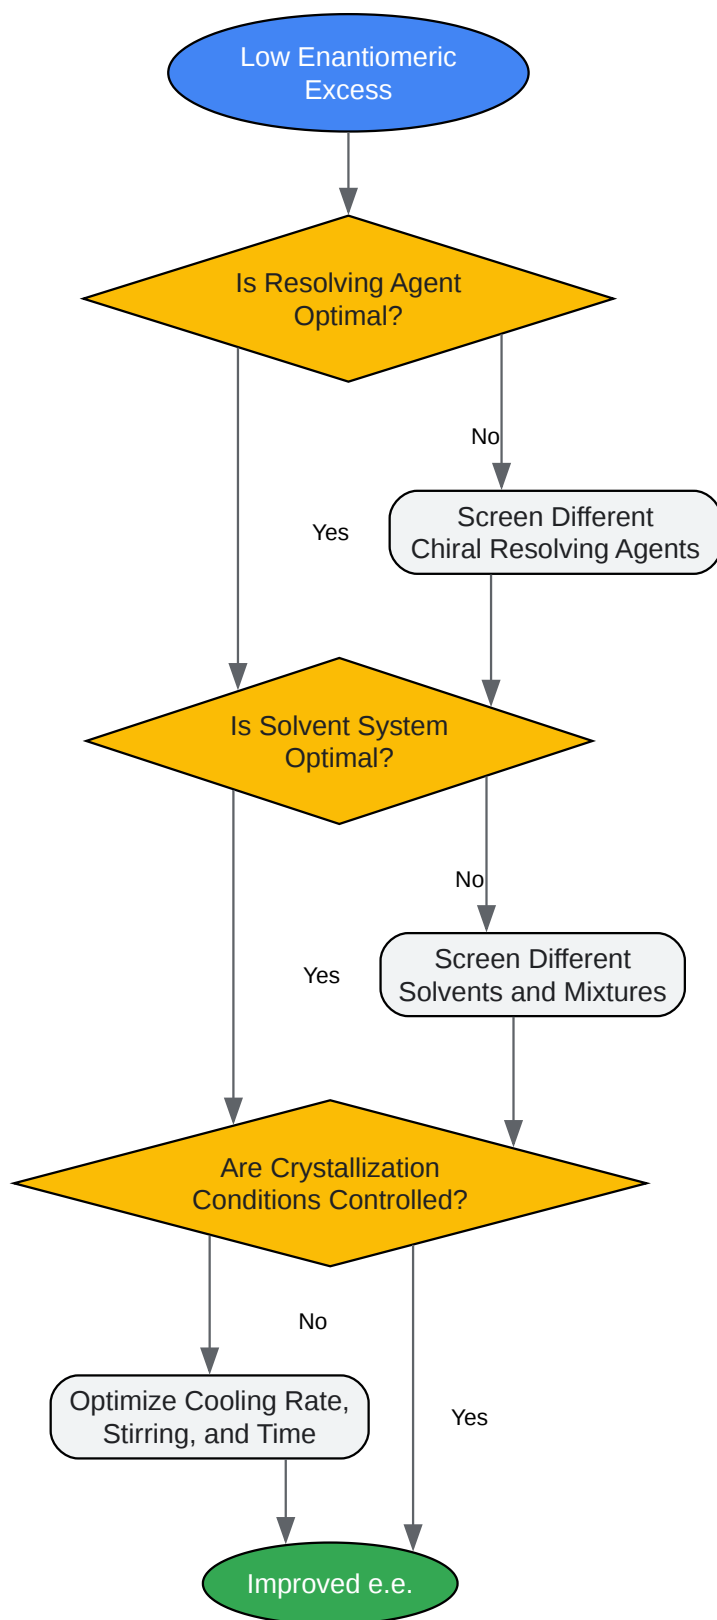 Low Enantiomeric
Excess
Is Resolving Agent
Optimal?
No
Screen Different
Chiral Resolving Agents
Yes
Is Solvent System
Optimal?
No
Screen Different
Solvents and Mixtures
Yes
Are Crystallization
Conditions Controlled?
No
Optimize Cooling Rate,
Stirring, and Time
Yes
Improved e.e.